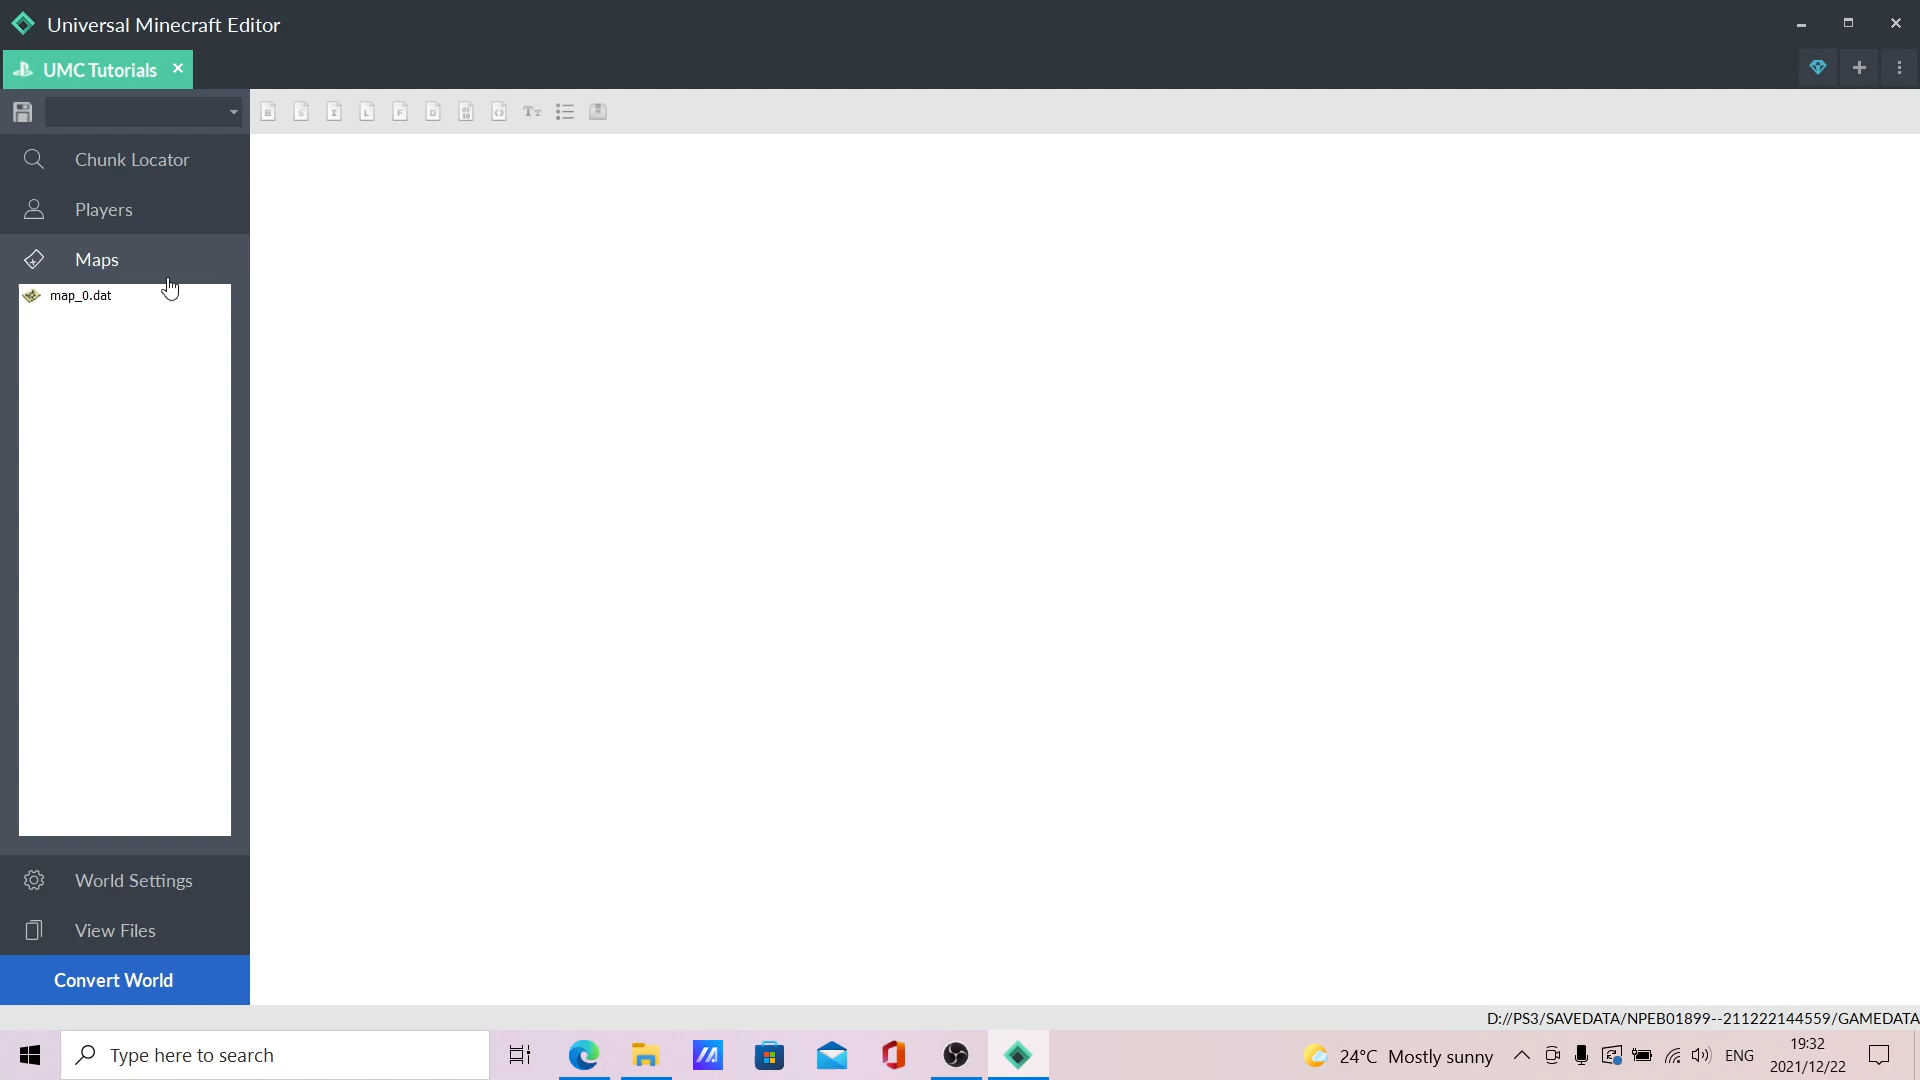 Universal Minecraft Editor
UMC Tutorials
Chunk Locator
Players
Maps
map_0.dat
World Settings
View Files
Convert World
D://PS3/SAVEDATA/NPEB01899--211222144559/GAMEDATA
Type here to search
24°C Mostly sunny
ENG
19:32
2021/12/22